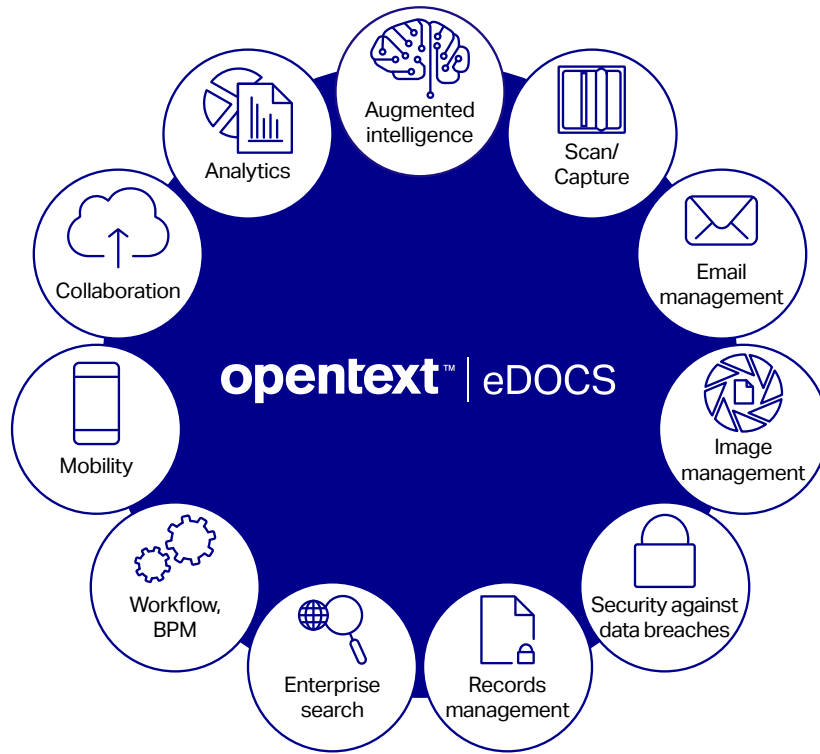 Augmented
intelligence
Scan/
Capture
Email
management
Image
management
Security against
data breaches
Records
management
Enterprise
search
Workflow,
BPM
Mobility
Collaboration
Analytics
opentext™ | eDOCS